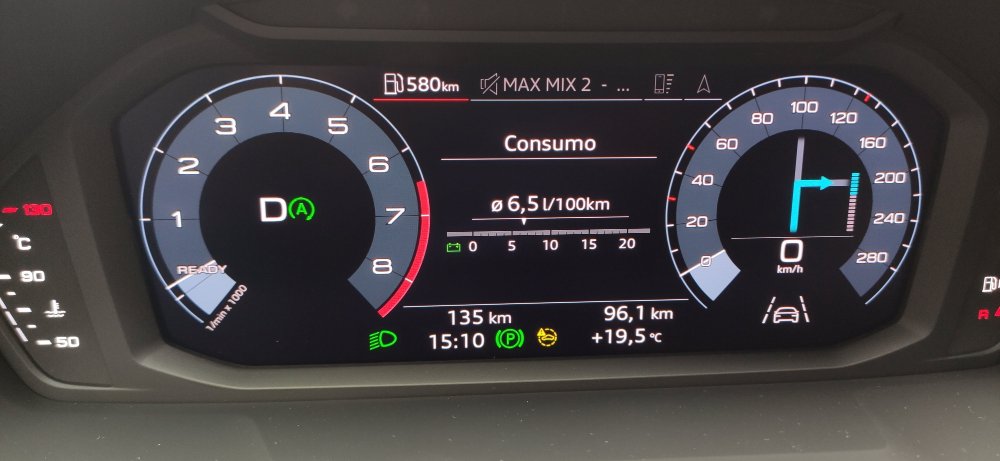 580km MAX MIX 2 - ...
Consumo
ø 6,5 l/100km
0 5 10 15 20
135 km 96,1 km
15:10 P +19,5 °C
1 2 3 4 5 6 7 8
READY
1/min x 1000
D A
0 20 40 60 80 100 120 160 200 240 280
0
km/h
130
°C
90
50
R